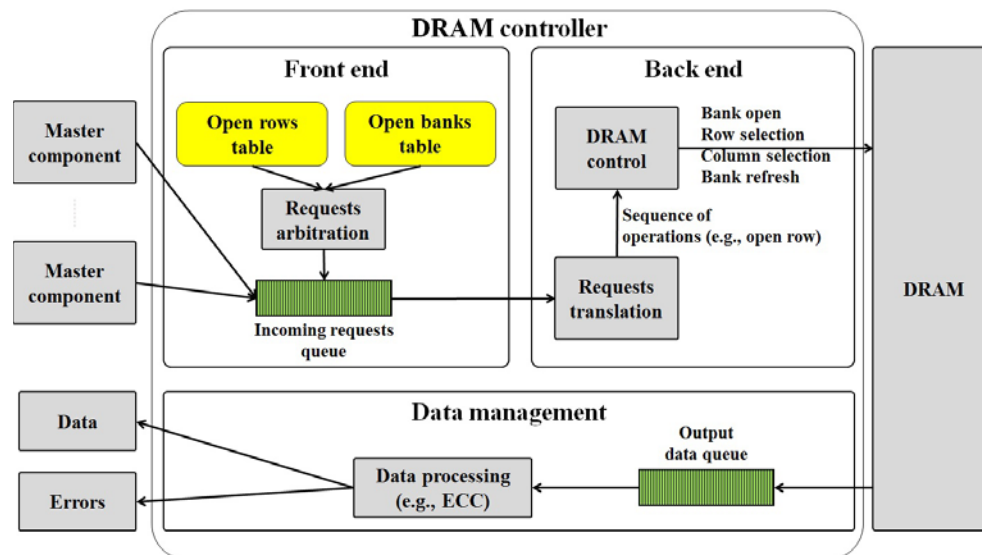 DRAM controller
Front end
Back end
Master
component
Open rows
table
Open banks
table
DRAM
control
Bank open
Row selection
Column selection
Bank refresh
Requests
arbitration
Sequence of
operations (e.g., open row)
Master
component
Incoming requests
queue
Requests
translation
DRAM
Data management
Data
Errors
Data processing
(e.g., ECC)
Output
data queue